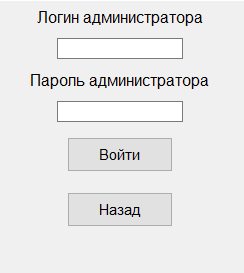 Логин администратора
Пароль администратора
Войти
Назад